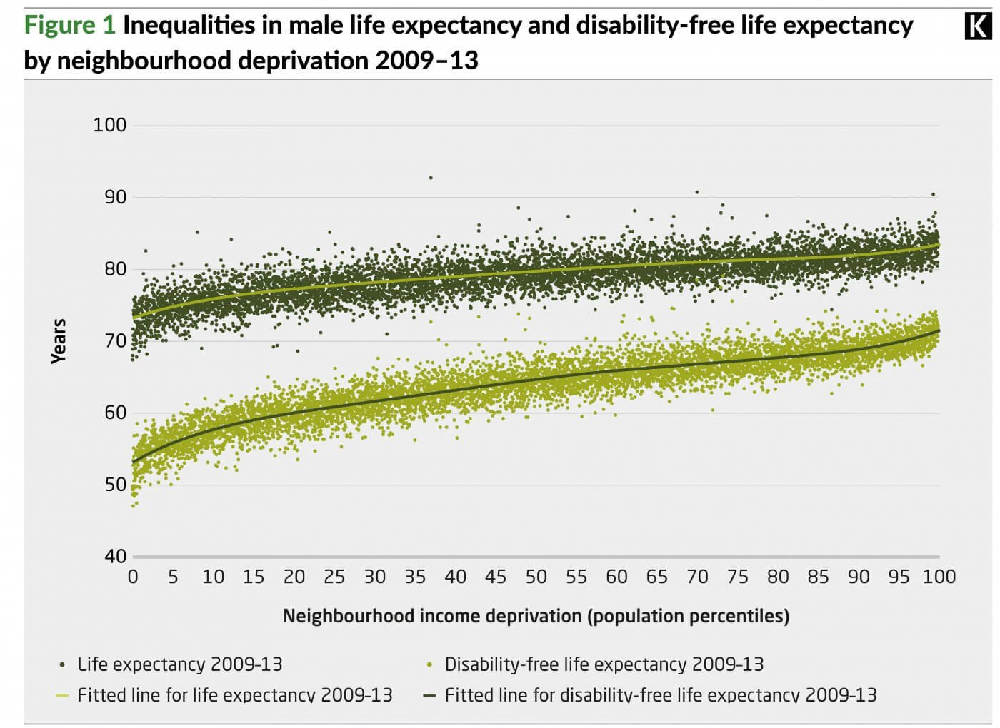 Figure 1 Inequalities in male life expectancy and disability-free life expectancy
by neighbourhood deprivation 2009–13
K
100
90
80
70
60
50
40
Years
0 5 10 15 20 25 30 35 40 45 50 55 60 65 70 75 80 85 90 95 100
Neighbourhood income deprivation (population percentiles)
Life expectancy 2009–13
Disability-free life expectancy 2009–13
Fitted line for life expectancy 2009–13
Fitted line for disability-free life expectancy 2009–13